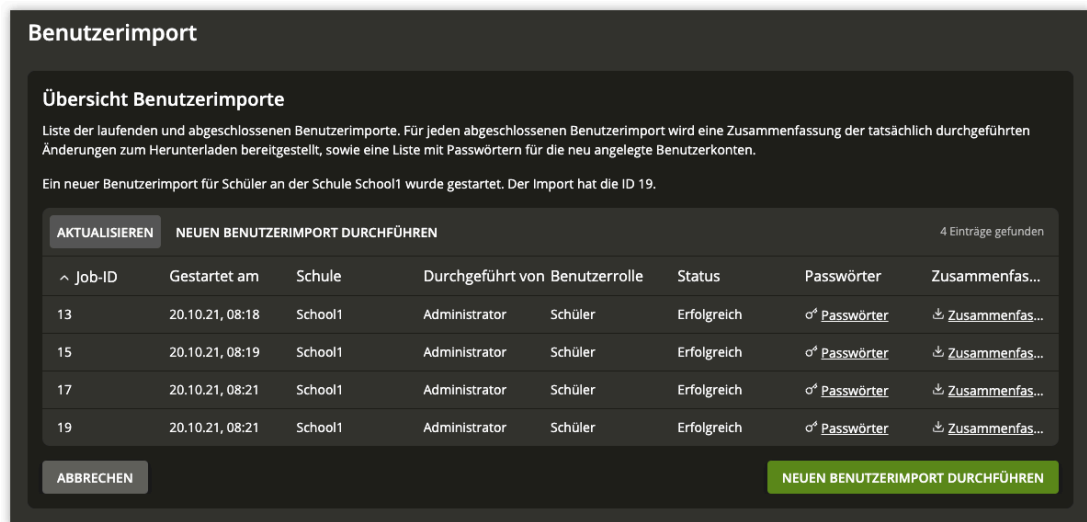 Benutzerimport
Übersicht Benutzerimporte
Liste der laufenden und abgeschlossenen Benutzerimporte. Für jeden abgeschlossenen Benutzerimport wird eine Zusammenfassung der tatsächlich durchgeführten
Änderungen zum Herunterladen bereitgestellt, sowie eine Liste mit Passwörtern für die neu angelegte Benutzerkonten.
Ein neuer Benutzerimport für Schüler an der Schule School1 wurde gestartet. Der Import hat die ID 19.
AKTUALISIEREN NEUEN BENUTZERIMPORT DURCHFÜHREN 4 Einträge gefunden
Job-ID Gestartet am Schule Durchgeführt von Benutzerrolle Status Passwörter Zusammenfas...
13 20.10.21, 08:18 School1 Administrator Schüler Erfolgreich Passwörter Zusammenfas...
15 20.10.21, 08:19 School1 Administrator Schüler Erfolgreich Passwörter Zusammenfas...
17 20.10.21, 08:21 School1 Administrator Schüler Erfolgreich Passwörter Zusammenfas...
19 20.10.21, 08:21 School1 Administrator Schüler Erfolgreich Passwörter Zusammenfas...
ABBRECHEN NEUEN BENUTZERIMPORT DURCHFÜHREN